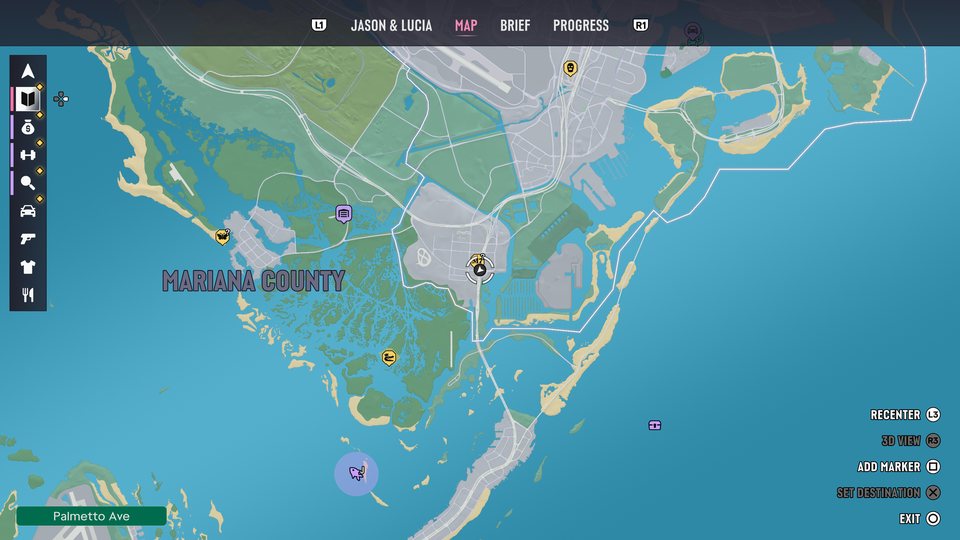 L1 JASON & LUCIA MAP BRIEF PROGRESS R1
MARIANA COUNTY
RECENTER L3
3D VIEW R3
ADD MARKER
SET DESTINATION
EXIT
Palmetto Ave